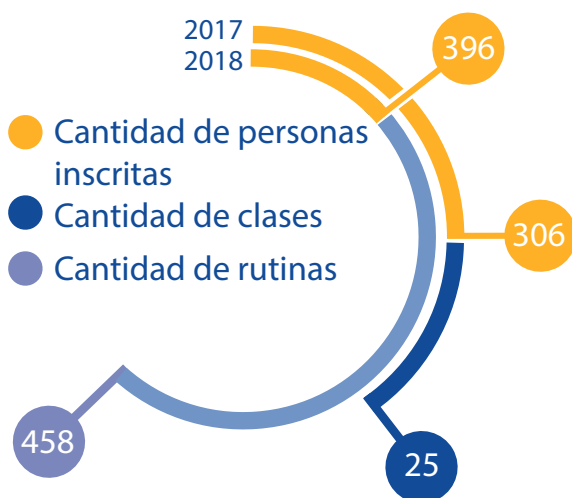 2017
2018
396
Cantidad de personas
inscritas
Cantidad de clases
306
Cantidad de rutinas
458
25